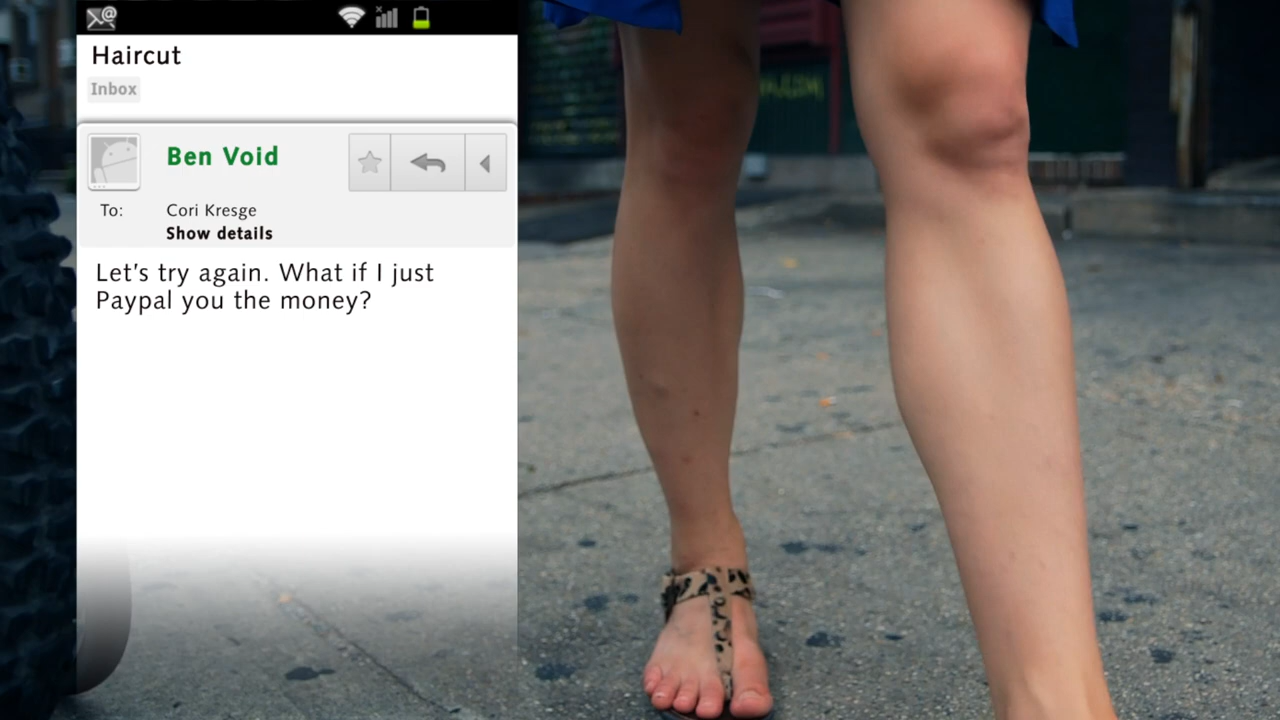 Haircut
Inbox
Ben Void
To: Cori Kresge
Show details
Let's try again. What if I just
Paypal you the money?